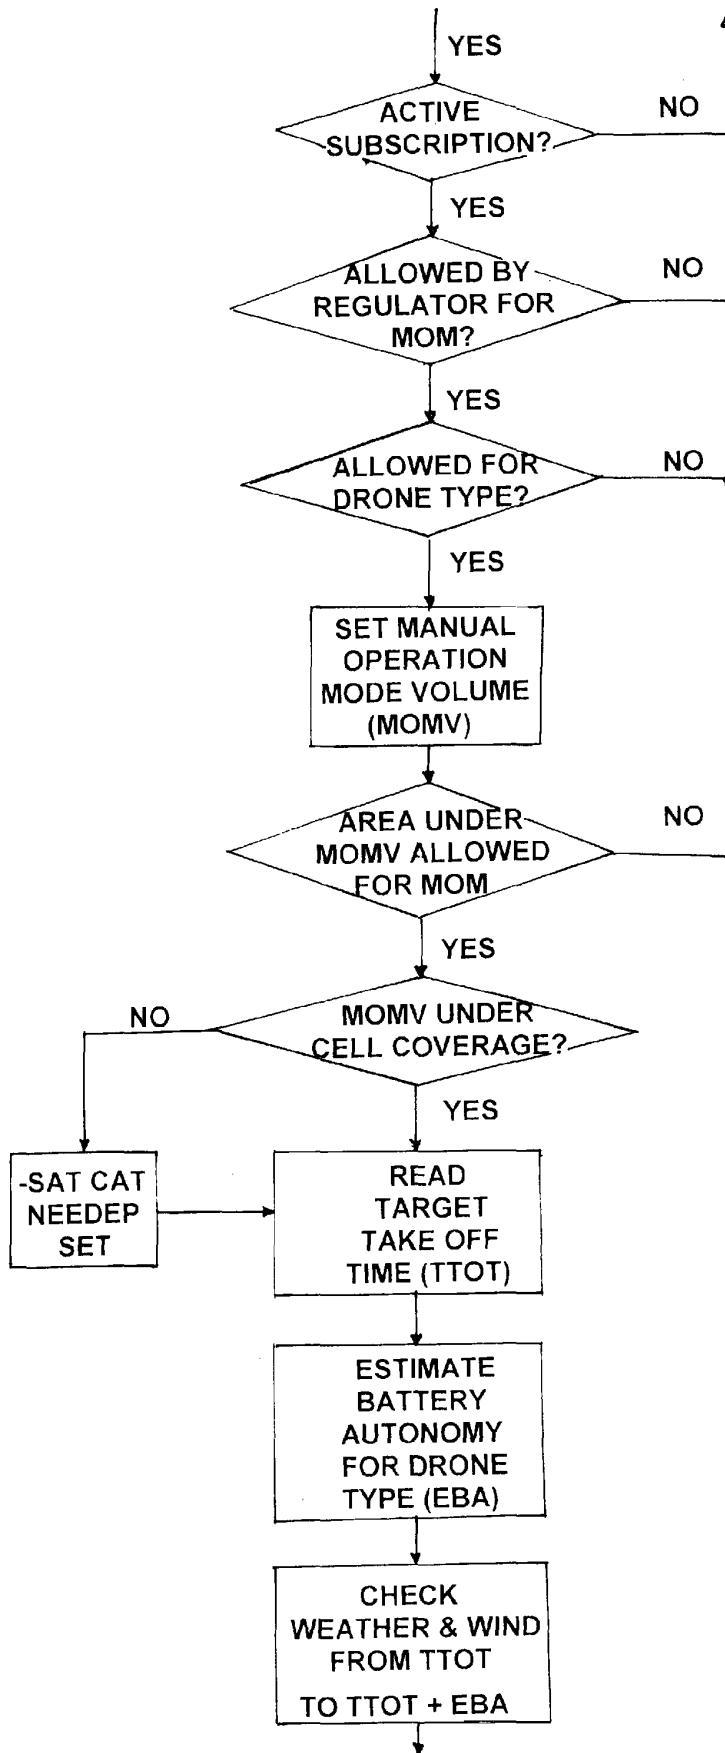 YES
ACTIVE
SUBSCRIPTION?
NO
YES
ALLOWED BY
REGULATOR FOR
MOM?
NO
YES
ALLOWED FOR
DRONE TYPE?
NO
YES
SET MANUAL
OPERATION
MODE VOLUME
(MOMV)
AREA UNDER
MOMV ALLOWED
FOR MOM
NO
YES
MOMV UNDER
CELL COVERAGE?
NO
YES
-SAT CAT
NEEDEP
SET
READ
TARGET
TAKE OFF
TIME (TTOT)
ESTIMATE
BATTERY
AUTONOMY
FOR DRONE
TYPE (EBA)
CHECK
WEATHER & WIND
FROM TTOT
TO TTOT + EBA